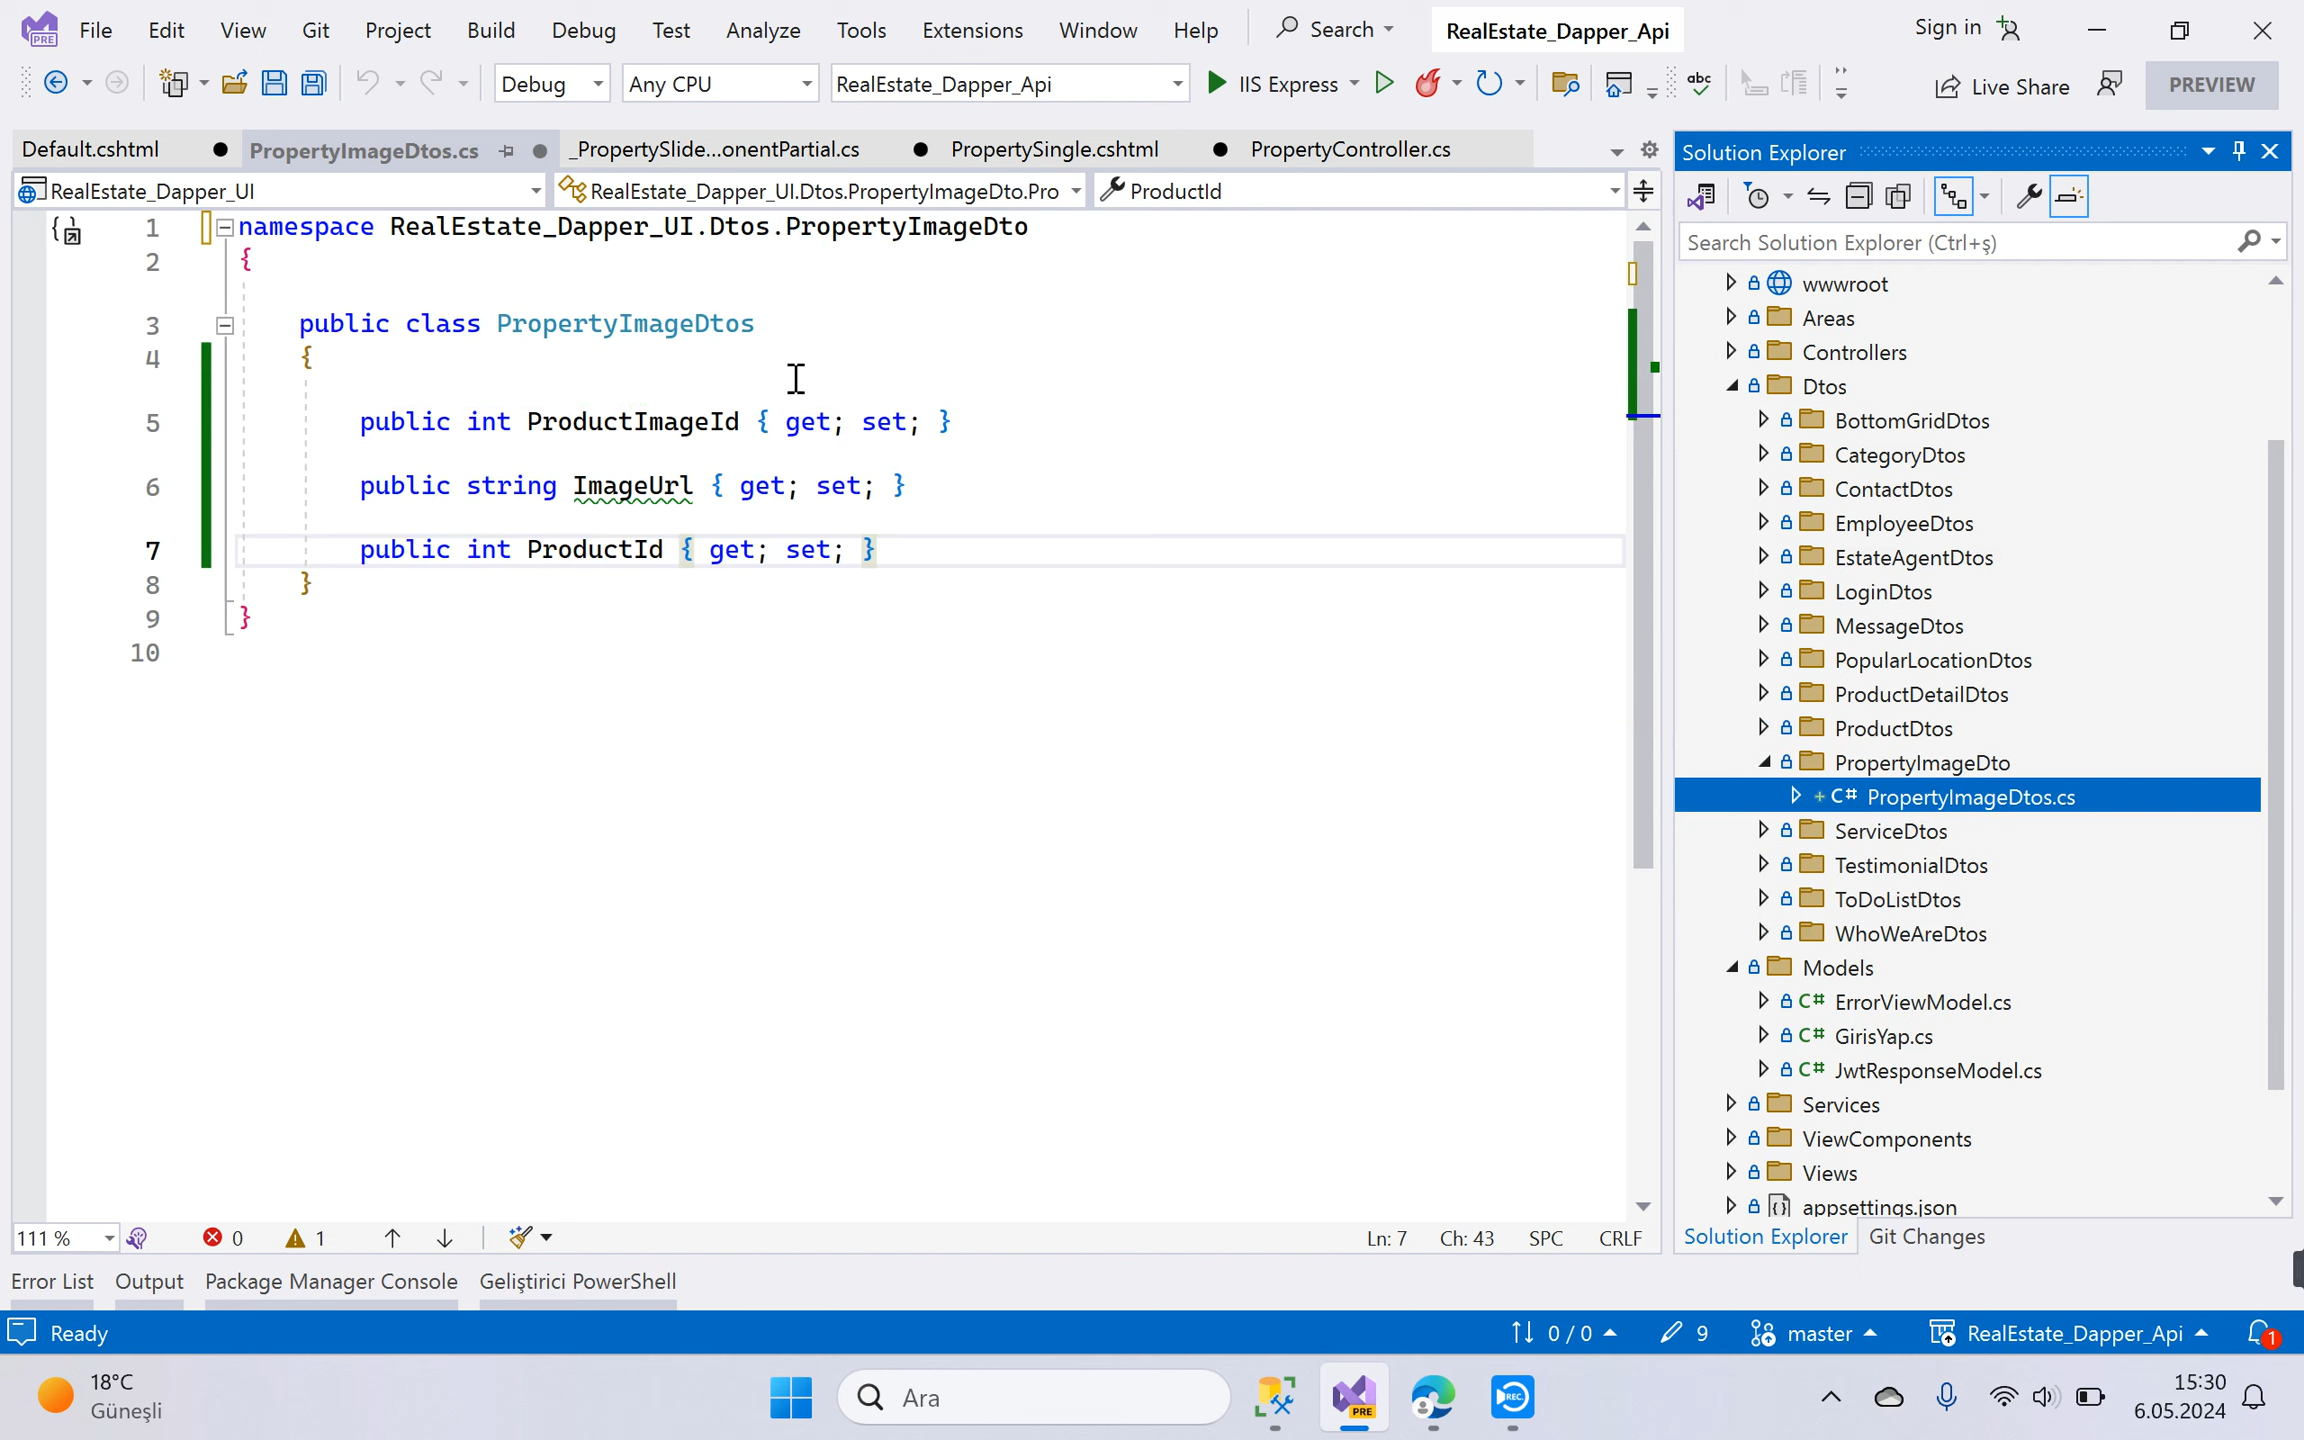 File Edit View Git Project Build Debug Test Analyze Tools Extensions Window Help Search RealEstate_Dapper_Api Sign in
Debug Any CPU RealEstate_Dapper_Api IIS Express Live Share PREVIEW
Default.cshtml PropertyImageDtos.cs _PropertySlide...onentPartial.cs PropertySingle.cshtml PropertyController.cs
RealEstate_Dapper_UI RealEstate_Dapper_UI.Dtos.PropertyImageDto.Pro ProductId
1 namespace RealEstate_Dapper_UI.Dtos.PropertyImageDto
2 {
3 public class PropertyImageDtos
4 {
5 public int ProductImageId { get; set; }
6 public string ImageUrl { get; set; }
7 public int ProductId { get; set; }
8 }
9 }
10
111 % 0 1 Ln: 7 Ch: 43 SPC CRLF
Solution Explorer
Search Solution Explorer (Ctrl+ş)
wwwroot
Areas
Controllers
Dtos
BottomGridDtos
CategoryDtos
ContactDtos
EmployeeDtos
EstateAgentDtos
LoginDtos
MessageDtos
PopularLocationDtos
ProductDetailDtos
ProductDtos
PropertyImageDto
C# PropertyImageDtos.cs
ServiceDtos
TestimonialDtos
ToDoListDtos
WhoWeAreDtos
Models
C# ErrorViewModel.cs
C# GirisYap.cs
C# JwtResponseModel.cs
Services
ViewComponents
Views
appsettings.json
Solution Explorer Git Changes
Error List Output Package Manager Console Geliştirici PowerShell
Ready 0 / 0 9 master RealEstate_Dapper_Api 1
18°C
Güneşli
Ara
PRE
REC
15:30
6.05.2024